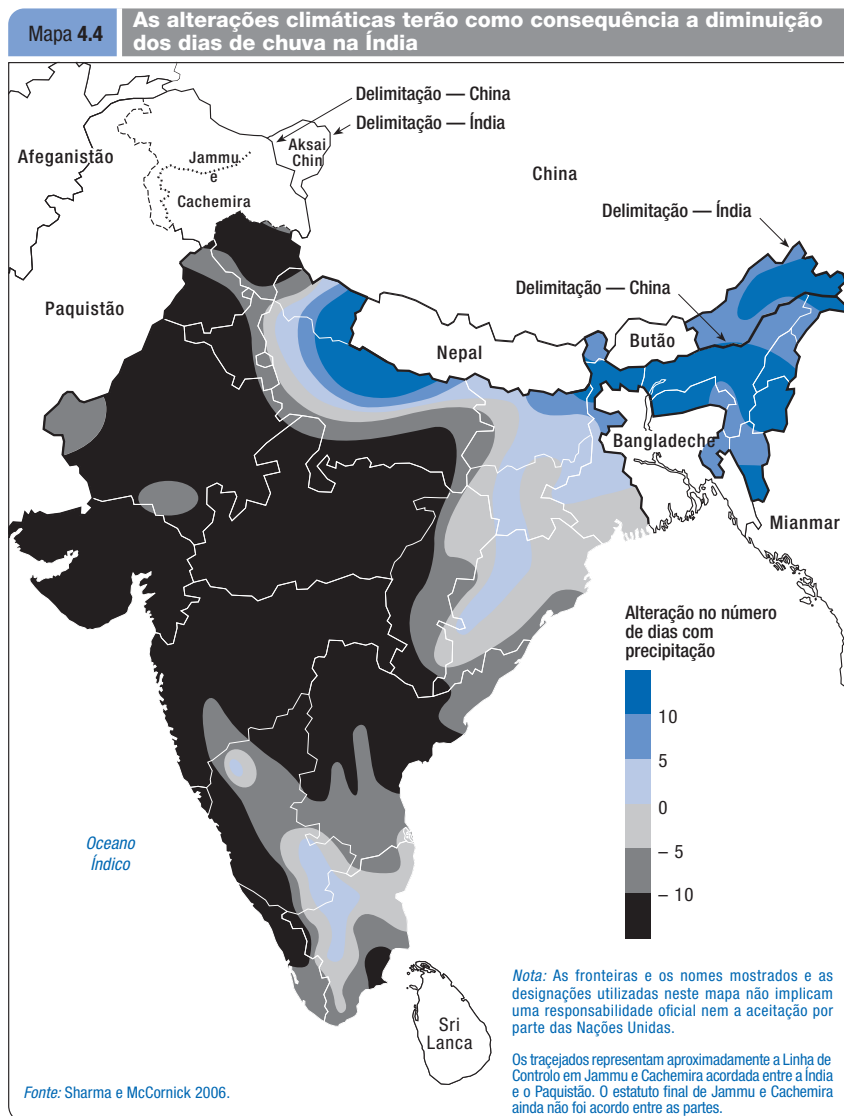 Mapa 4.4
As alterações climáticas terão como consequência a diminuição
dos dias de chuva na Índia
Delimitação — China
Delimitação — Índia
Afeganistão
Jammu
e
Cachemira
Aksai
Chin
China
Delimitação — Índia
Delimitação — China
Paquistão
Nepal
Butão
Bangladeche
Mianmar
Alteração no número
de dias com
precipitação
10
5
0
– 5
– 10
Oceano
Índico
Sri
Lanca
Nota: As fronteiras e os nomes mostrados e as
designações utilizadas neste mapa não implicam
uma responsabilidade oficial nem a aceitação por
parte das Nações Unidas.
Os tracejados representam aproximadamente a Linha de
Controlo em Jammu e Cachemira acordada entre a Índia
e o Paquistão. O estatuto final de Jammu e Cachemira
ainda não foi acordo entre as partes.
Fonte: Sharma e McCornick 2006.